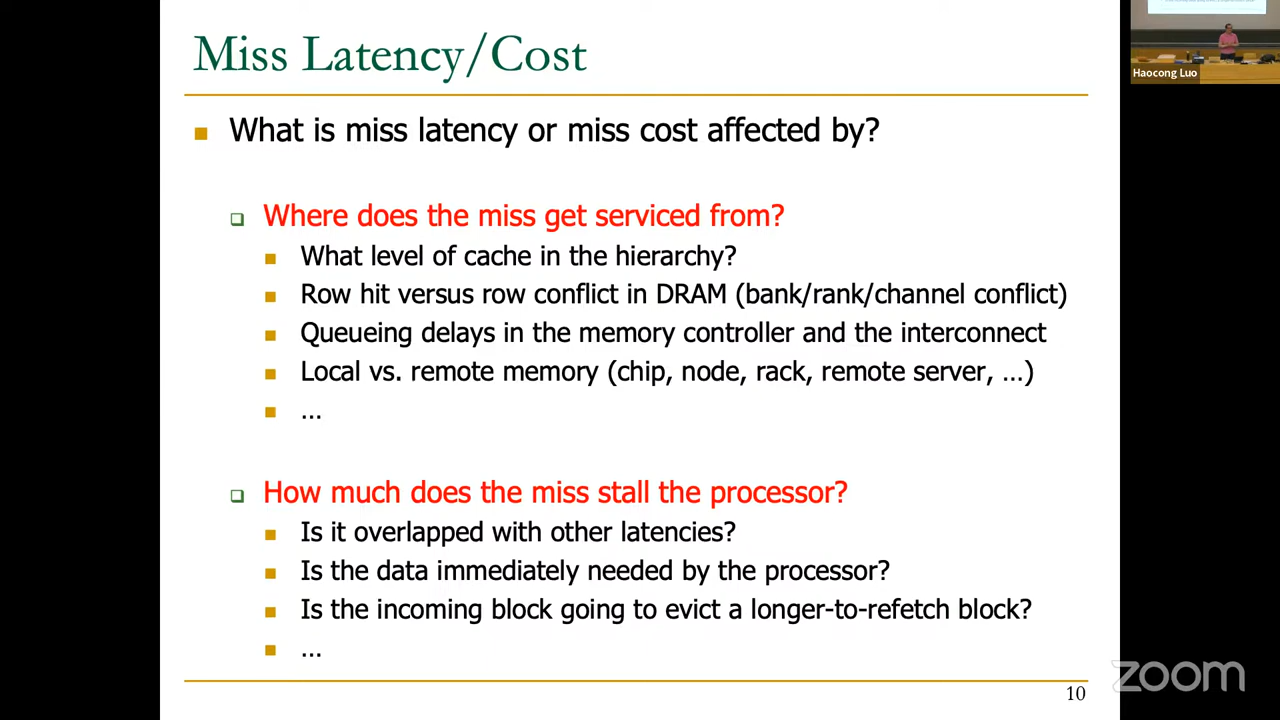 Miss Latency/Cost
What is miss latency or miss cost affected by?
Where does the miss get serviced from?
What level of cache in the hierarchy?
Row hit versus row conflict in DRAM (bank/rank/channel conflict)
Queueing delays in the memory controller and the interconnect
Local vs. remote memory (chip, node, rack, remote server, ...)
...
How much does the miss stall the processor?
Is it overlapped with other latencies?
Is the data immediately needed by the processor?
Is the incoming block going to evict a longer-to-refetch block?
...
10
Haocong Luo
zoom